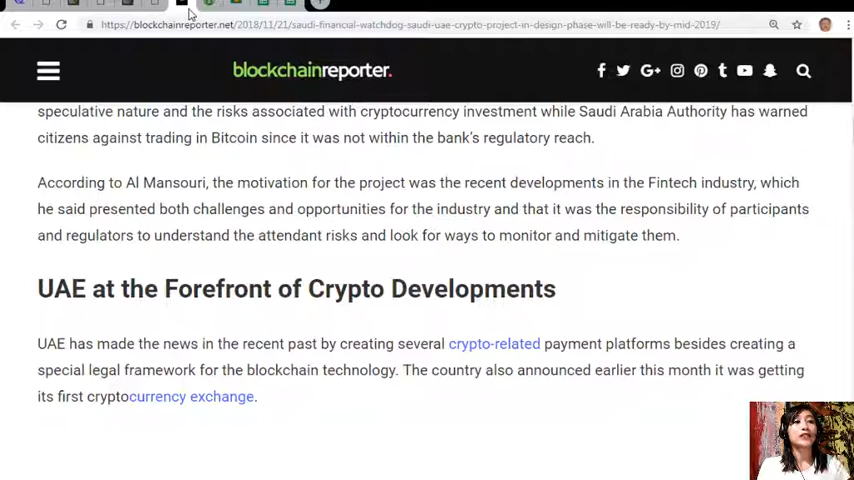 https://blockchainreporter.net/2018/11/21/saudi-financial-watchdog-saudi-uae-crypto-project-in-design-phase-will-be-ready-by-mid-2019/
blockchainreporter.
speculative nature and the risks associated with cryptocurrency investment while Saudi Arabia Authority has warned
citizens against trading in Bitcoin since it was not within the bank's regulatory reach.
According to Al Mansouri, the motivation for the project was the recent developments in the Fintech industry, which
he said presented both challenges and opportunities for the industry and that it was the responsibility of participants
and regulators to understand the attendant risks and look for ways to monitor and mitigate them.
UAE at the Forefront of Crypto Developments
UAE has made the news in the recent past by creating several crypto-related payment platforms besides creating a
special legal framework for the blockchain technology. The country also announced earlier this month it was getting
its first cryptocurrency exchange.